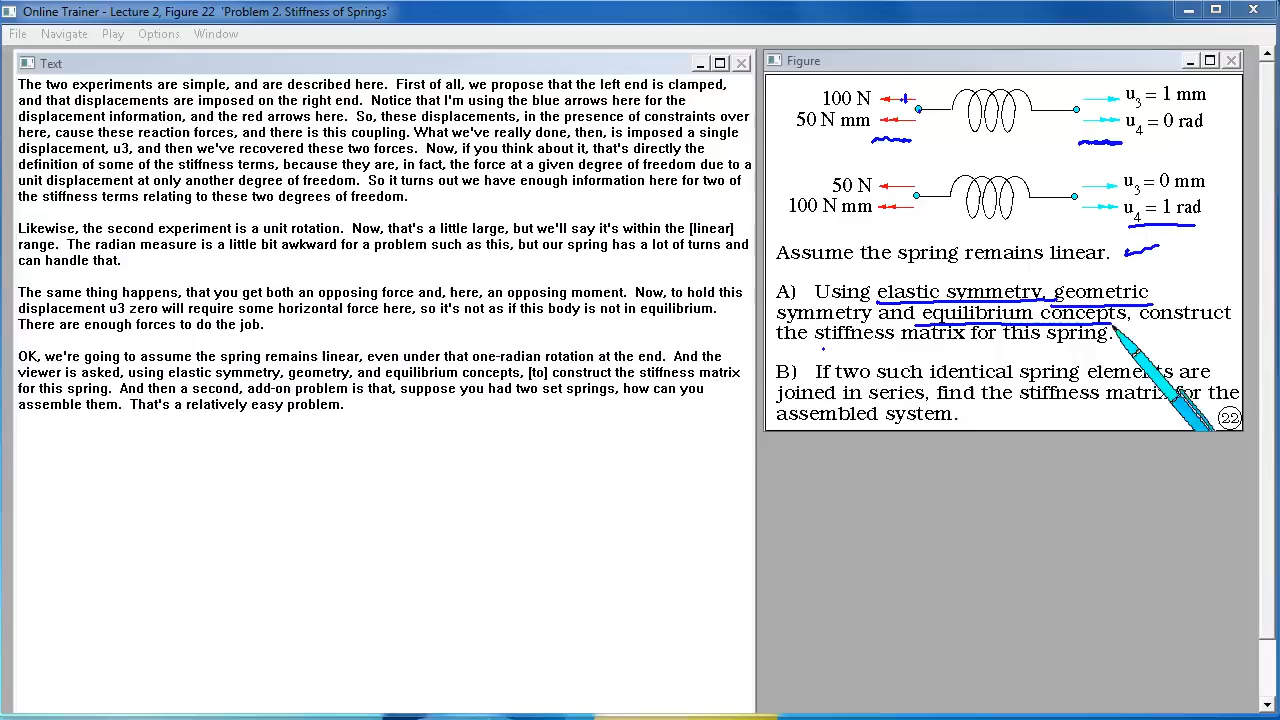 Online Trainer - Lecture 2, Figure 22 'Problem 2. Stiffness of Springs'
File Navigate Play Options Window
Text
The two experiments are simple, and are described here. First of all, we propose that the left end is clamped,
and that displacements are imposed on the right end. Notice that I'm using the blue arrows here for the
displacement information, and the red arrows here. So, these displacements, in the presence of constraints over
here, cause these reaction forces, and there is this coupling. What we've really done, then, is imposed a single
displacement, u3, and then we've recovered these two forces. Now, if you think about it, that's directly the
definition of some of the stiffness terms, because they are, in fact, the force at a given degree of freedom due to a
unit displacement at only another degree of freedom. So it turns out we have enough information here for two of
the stiffness terms relating to these two degrees of freedom.
Likewise, the second experiment is a unit rotation. Now, that's a little large, but we'll say it's within the [linear]
range. The radian measure is a little bit awkward for a problem such as this, but our spring has a lot of turns and
can handle that.
The same thing happens, that you get both an opposing force and, here, an opposing moment. Now, to hold this
displacement u3 zero will require some horizontal force here, so it's not as if this body is not in equilibrium.
There are enough forces to do the job.
OK, we're going to assume the spring remains linear, even under that one-radian rotation at the end. And the
viewer is asked, using elastic symmetry, geometry, and equilibrium concepts, [to] construct the stiffness matrix
for this spring. And then a second, add-on problem is that, suppose you had two set springs, how can you
assemble them. That's a relatively easy problem.
Figure
100 N u3 = 1 mm
50 N mm u4 = 0 rad
50 N u3 = 0 mm
100 N mm u4 = 1 rad
Assume the spring remains linear.
A) Using elastic symmetry, geometric
symmetry and equilibrium concepts, construct
the stiffness matrix for this spring.
B) If two such identical spring elements are
joined in series, find the stiffness matrix for the
assembled system.
22